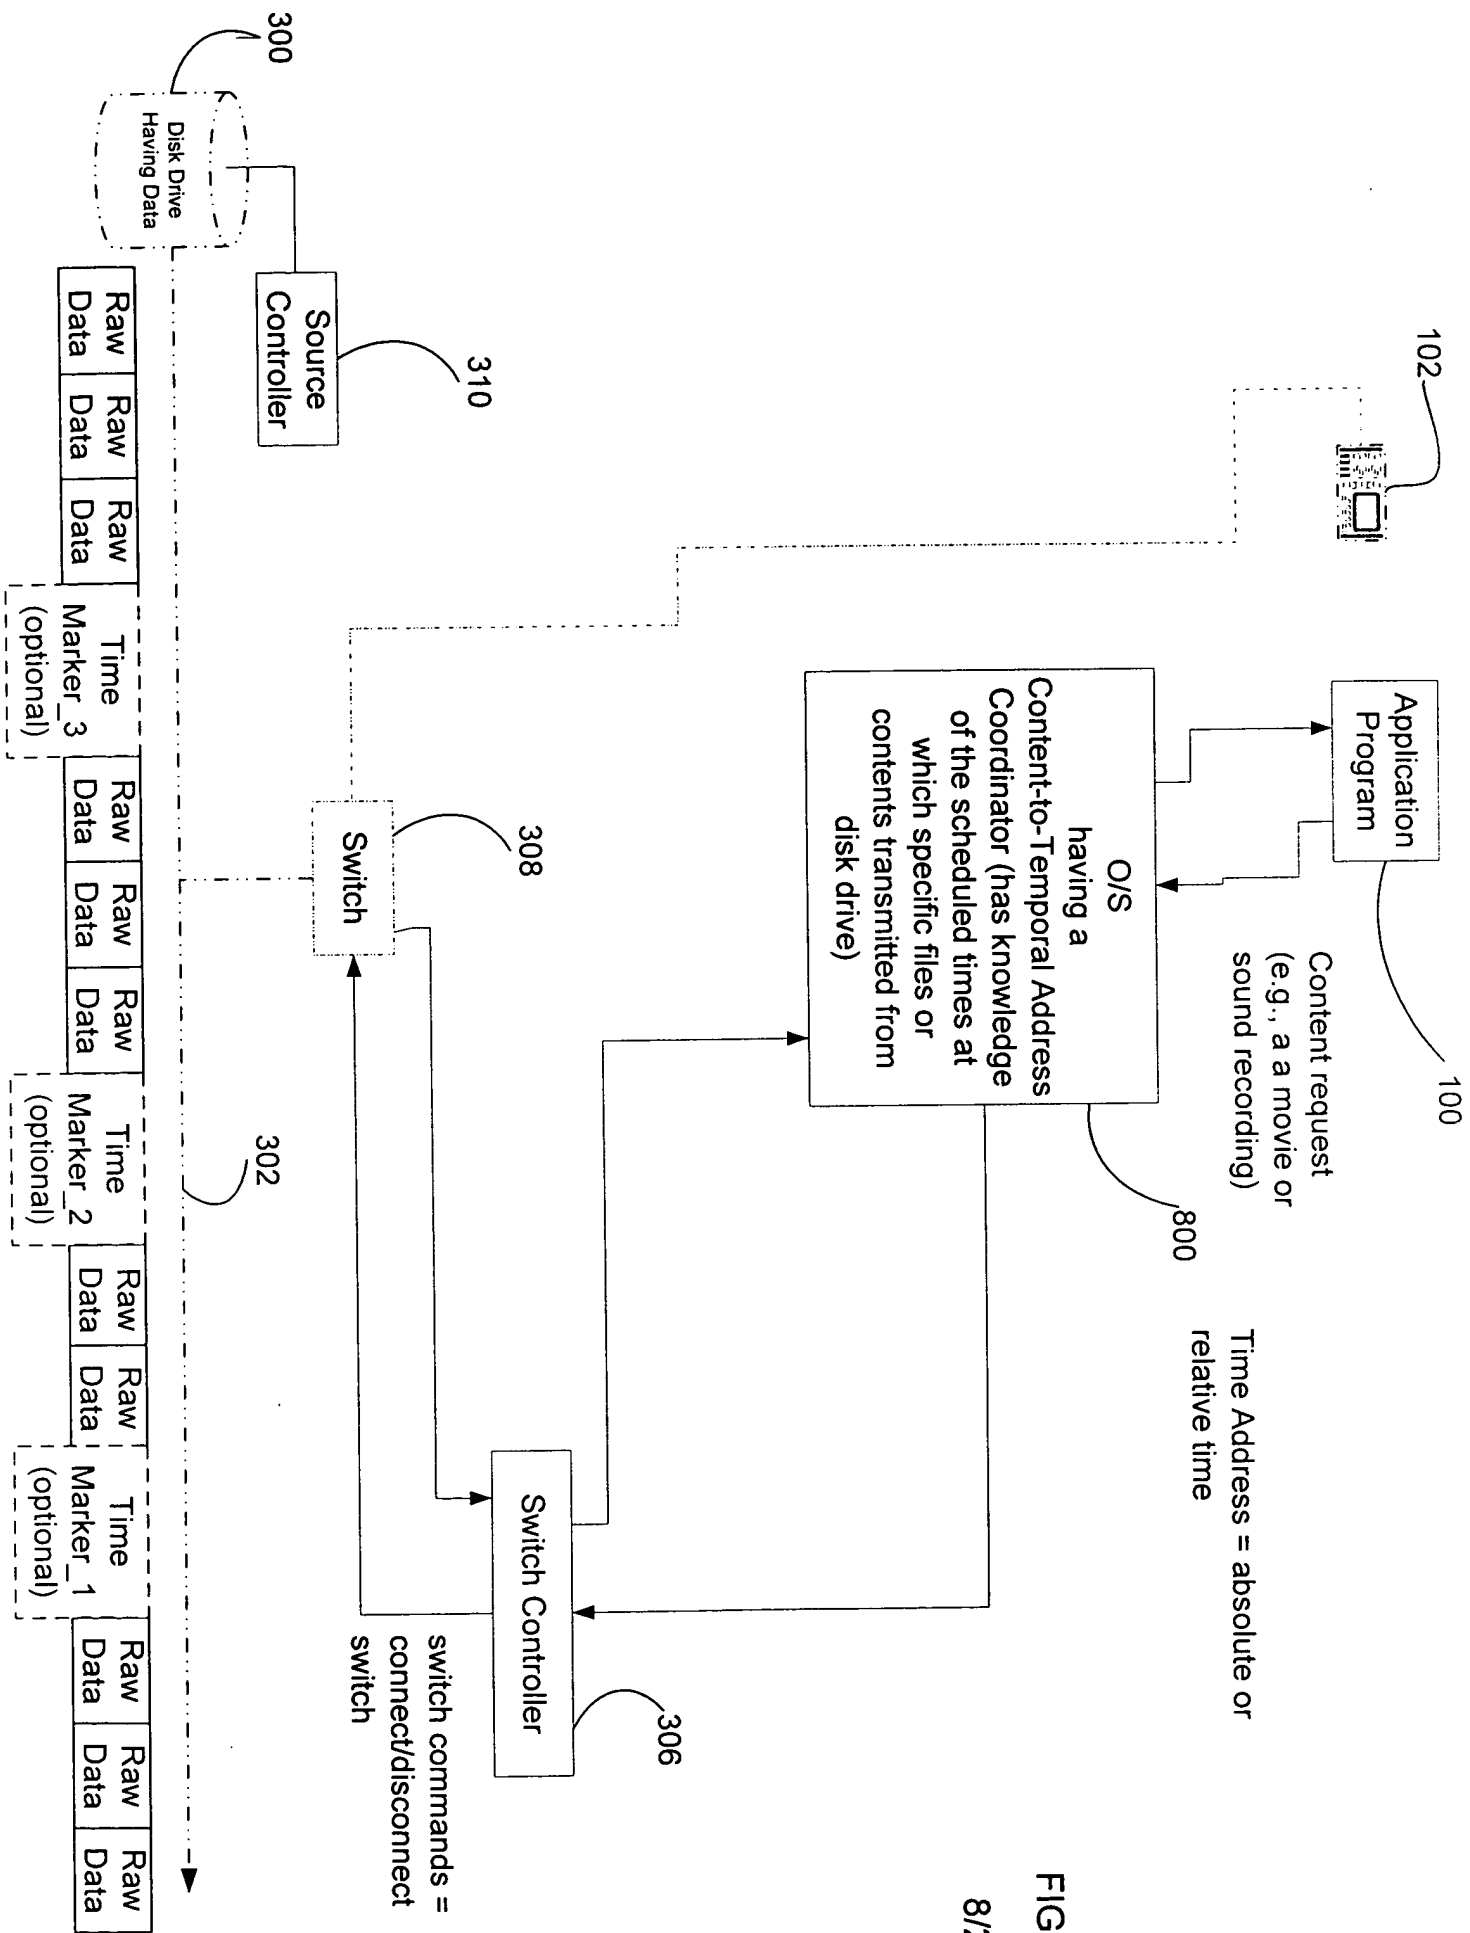 102
Application
Program
100
Content request
(e.g., a a movie or
sound recording)
O/S
having a
Content-to-Temporal Address
Coordinator (has knowledge
of the scheduled times at
which specific files or
contents transmitted from
disk drive)
800
Time Address = absolute or
relative time
FIG
8/
300
Disk Drive
Having Data
310
Source
Controller
308
Switch
Switch Controller
306
switch commands =
connect/disconnect
switch
302
Raw
Data
Raw
Data
Raw
Data
Time
Marker_3
(optional)
Raw
Data
Raw
Data
Raw
Data
Time
Marker_2
(optional)
Raw
Data
Raw
Data
Time
Marker_1
(optional)
Raw
Data
Raw
Data
Raw
Data